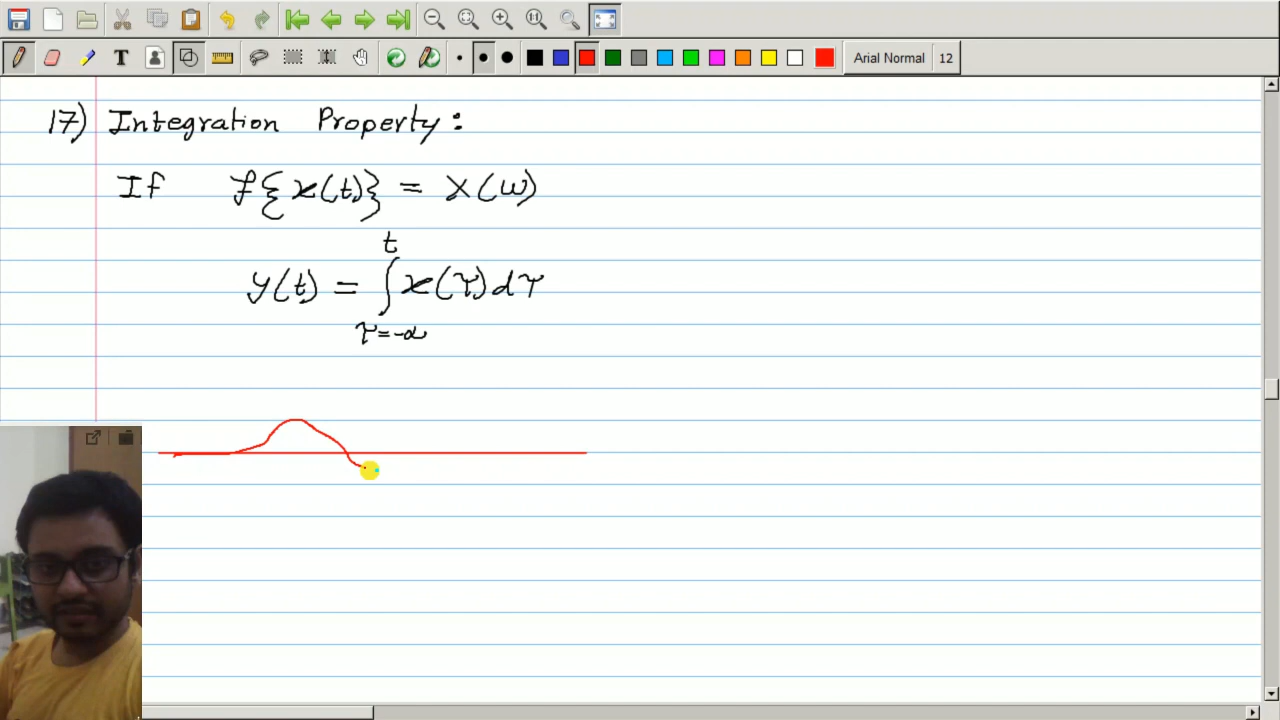 T Arial Normal 12
17) Integration Property:
If F{x(t)} = X(ω)
t
y(t) = ∫x(τ)dτ
τ=-∞